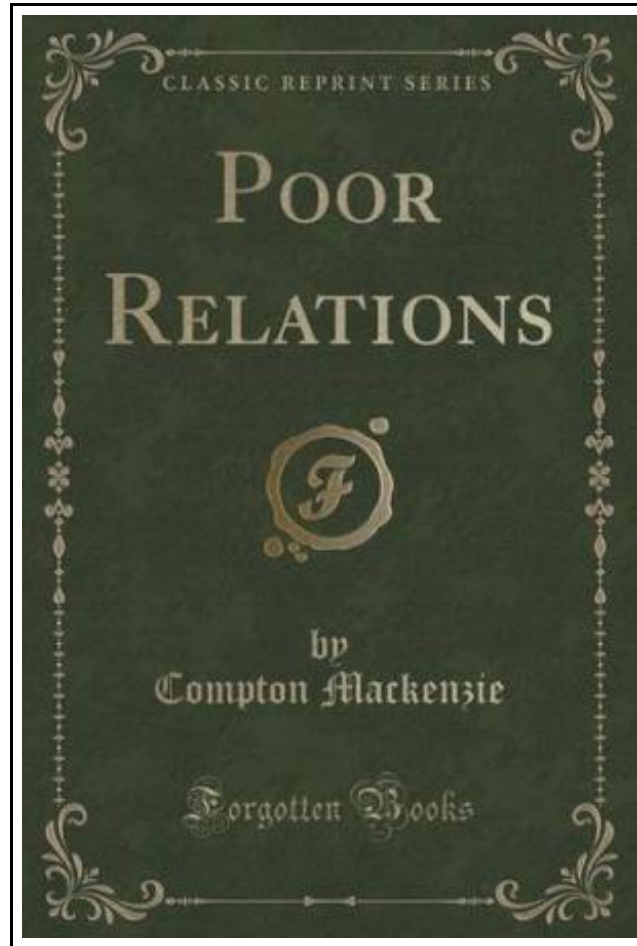 CLASSIC REPRINT SERIES
POOR
RELATIONS
F
by
Compton Mackenzie
Forgotten Books